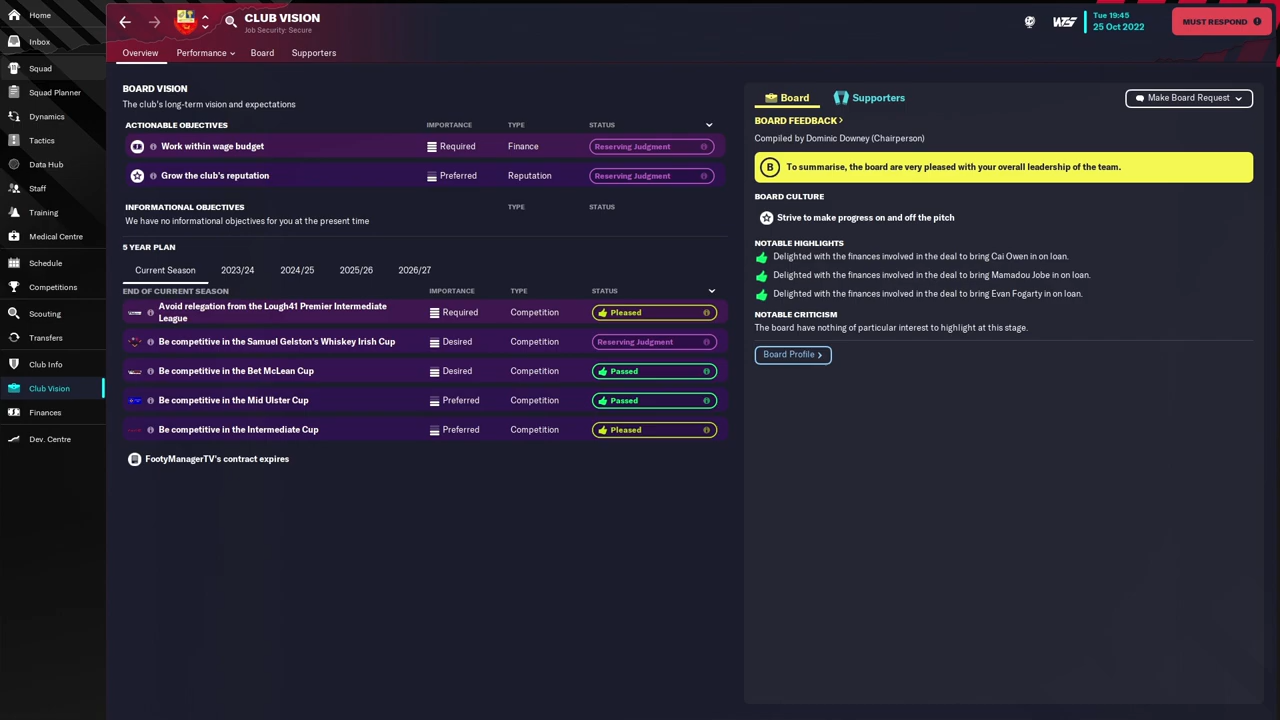 Home
Inbox
Squad
Squad Planner
Dynamics
Tactics
Data Hub
Staff
Training
Medical Centre
Schedule
Competitions
Scouting
Transfers
Club Info
Club Vision
Finances
Dev. Centre
CLUB VISION
Job Security: Secure
Tue 19:45
25 Oct 2022
MUST RESPOND
Overview Performance Board Supporters
BOARD VISION
The club's long-term vision and expectations
ACTIONABLE OBJECTIVES IMPORTANCE TYPE STATUS
Work within wage budget Required Finance Reserving Judgment
Grow the club's reputation Preferred Reputation Reserving Judgment
INFORMATIONAL OBJECTIVES TYPE STATUS
We have no informational objectives for you at the present time
5 YEAR PLAN
Current Season 2023/24 2024/25 2025/26 2026/27
END OF CURRENT SEASON IMPORTANCE TYPE STATUS
Avoid relegation from the Lough41 Premier Intermediate
League Required Competition Pleased
Be competitive in the Samuel Gelston's Whiskey Irish Cup Desired Competition Reserving Judgment
Be competitive in the Bet McLean Cup Desired Competition Passed
Be competitive in the Mid Ulster Cup Preferred Competition Passed
Be competitive in the Intermediate Cup Preferred Competition Pleased
FootyManagerTV's contract expires
Board Supporters Make Board Request
BOARD FEEDBACK
Compiled by Dominic Downey (Chairperson)
B To summarise, the board are very pleased with your overall leadership of the team.
BOARD CULTURE
Strive to make progress on and off the pitch
NOTABLE HIGHLIGHTS
Delighted with the finances involved in the deal to bring Cai Owen in on loan.
Delighted with the finances involved in the deal to bring Mamadou Jobe in on loan.
Delighted with the finances involved in the deal to bring Evan Fogarty in on loan.
NOTABLE CRITICISM
The board have nothing of particular interest to highlight at this stage.
Board Profile